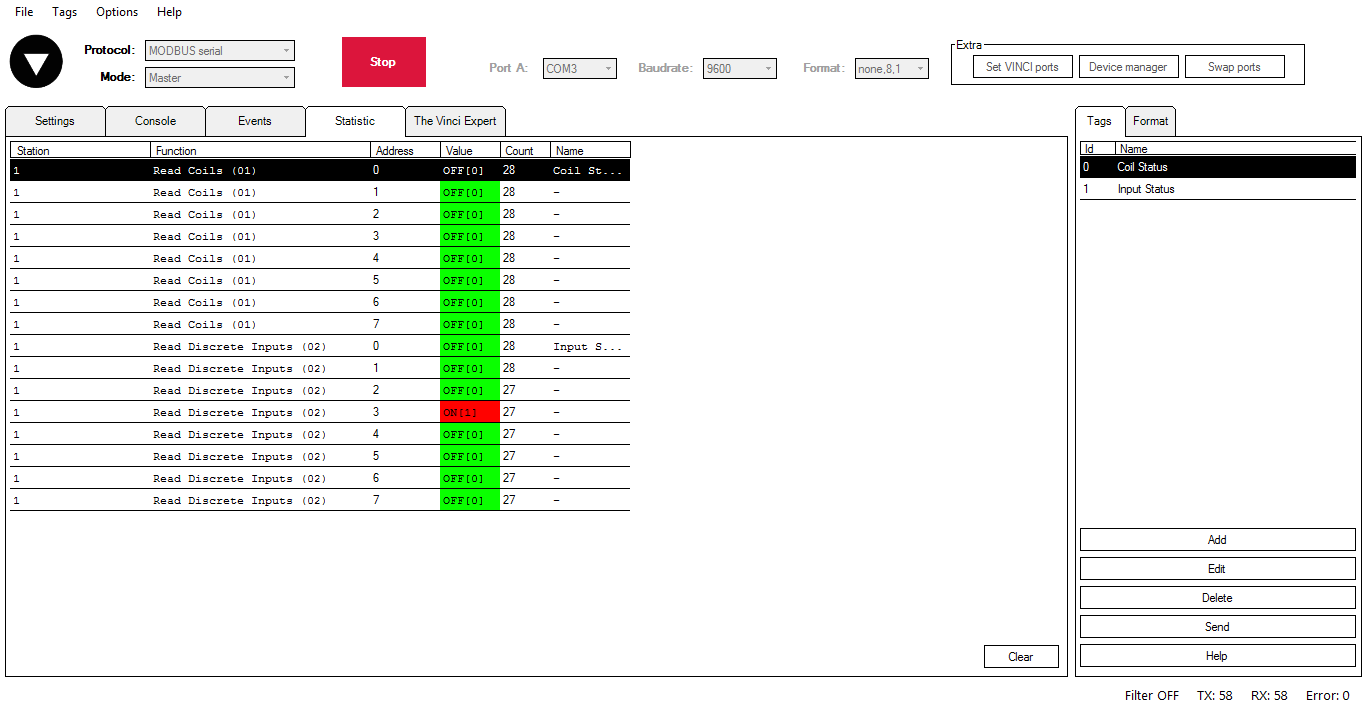 File Tags Options Help
Protocol: MODBUS serial
Mode: Master
Stop
Port A: COM3 Baudrate: 9600 Format: none,8,1
Extra
Set VINCI ports Device manager Swap ports
Settings Console Events Statistic The Vinci Expert
Station Function Address Value Count Name
1 Read Coils (01) 0 OFF[0] 28 Coil St...
1 Read Coils (01) 1 OFF[0] 28 -
1 Read Coils (01) 2 OFF[0] 28 -
1 Read Coils (01) 3 OFF[0] 28 -
1 Read Coils (01) 4 OFF[0] 28 -
1 Read Coils (01) 5 OFF[0] 28 -
1 Read Coils (01) 6 OFF[0] 28 -
1 Read Coils (01) 7 OFF[0] 28 -
1 Read Discrete Inputs (02) 0 OFF[0] 28 Input S...
1 Read Discrete Inputs (02) 1 OFF[0] 28 -
1 Read Discrete Inputs (02) 2 OFF[0] 27 -
1 Read Discrete Inputs (02) 3 ON[1] 27 -
1 Read Discrete Inputs (02) 4 OFF[0] 27 -
1 Read Discrete Inputs (02) 5 OFF[0] 27 -
1 Read Discrete Inputs (02) 6 OFF[0] 27 -
1 Read Discrete Inputs (02) 7 OFF[0] 27 -
Clear
Tags Format
Id Name
0 Coil Status
1 Input Status
Add
Edit
Delete
Send
Help
Filter OFF TX: 58 RX: 58 Error: 0